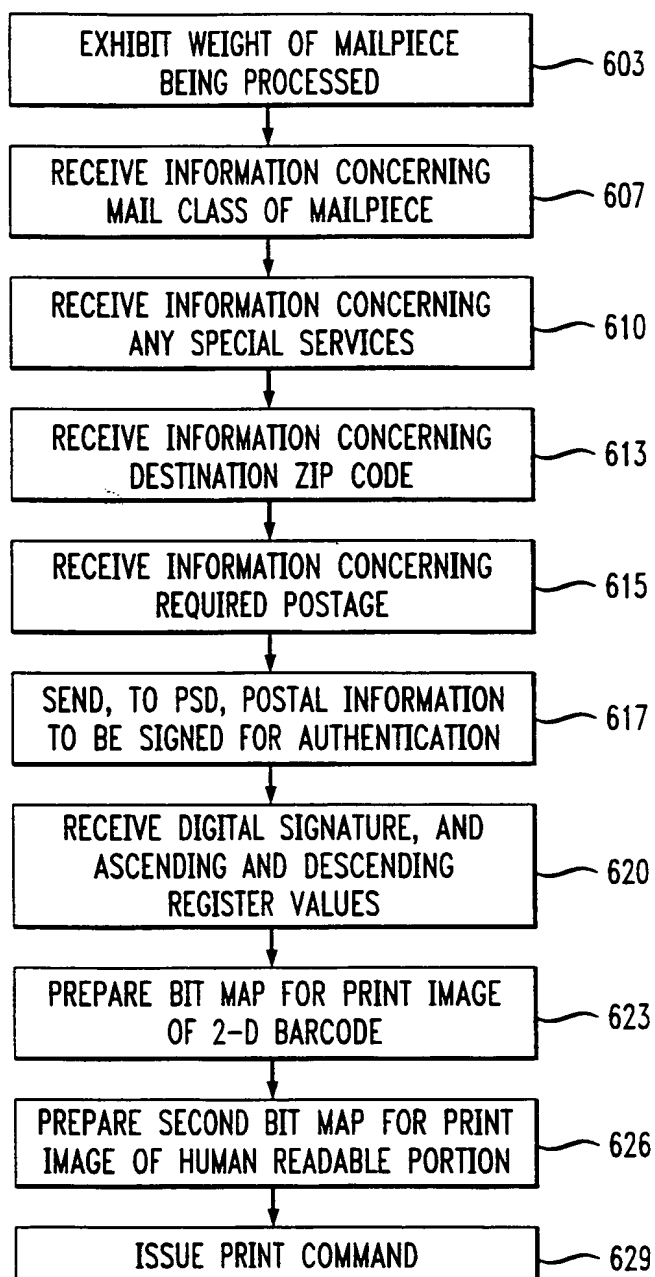 EXHIBIT WEIGHT OF MAILPIECE
BEING PROCESSED
603
RECEIVE INFORMATION CONCERNING
MAIL CLASS OF MAILPIECE
607
RECEIVE INFORMATION CONCERNING
ANY SPECIAL SERVICES
610
RECEIVE INFORMATION CONCERNING
DESTINATION ZIP CODE
613
RECEIVE INFORMATION CONCERNING
REQUIRED POSTAGE
615
SEND, TO PSD, POSTAL INFORMATION
TO BE SIGNED FOR AUTHENTICATION
617
RECEIVE DIGITAL SIGNATURE, AND
ASCENDING AND DESCENDING
REGISTER VALUES
620
PREPARE BIT MAP FOR PRINT IMAGE
OF 2-D BARCODE
623
PREPARE SECOND BIT MAP FOR PRINT
IMAGE OF HUMAN READABLE PORTION
626
ISSUE PRINT COMMAND
629